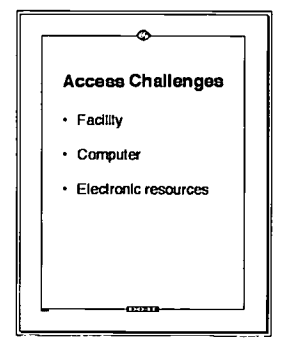 Access Challenges
• Facility
• Computer
• Electronic resources